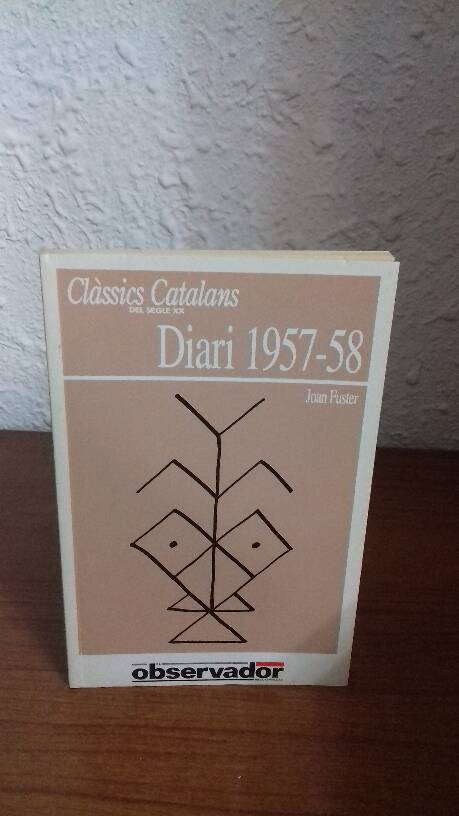 Clàssics Catalans
DEL SEGLE XX
Diari 1957-58
Joan Fuster
observador